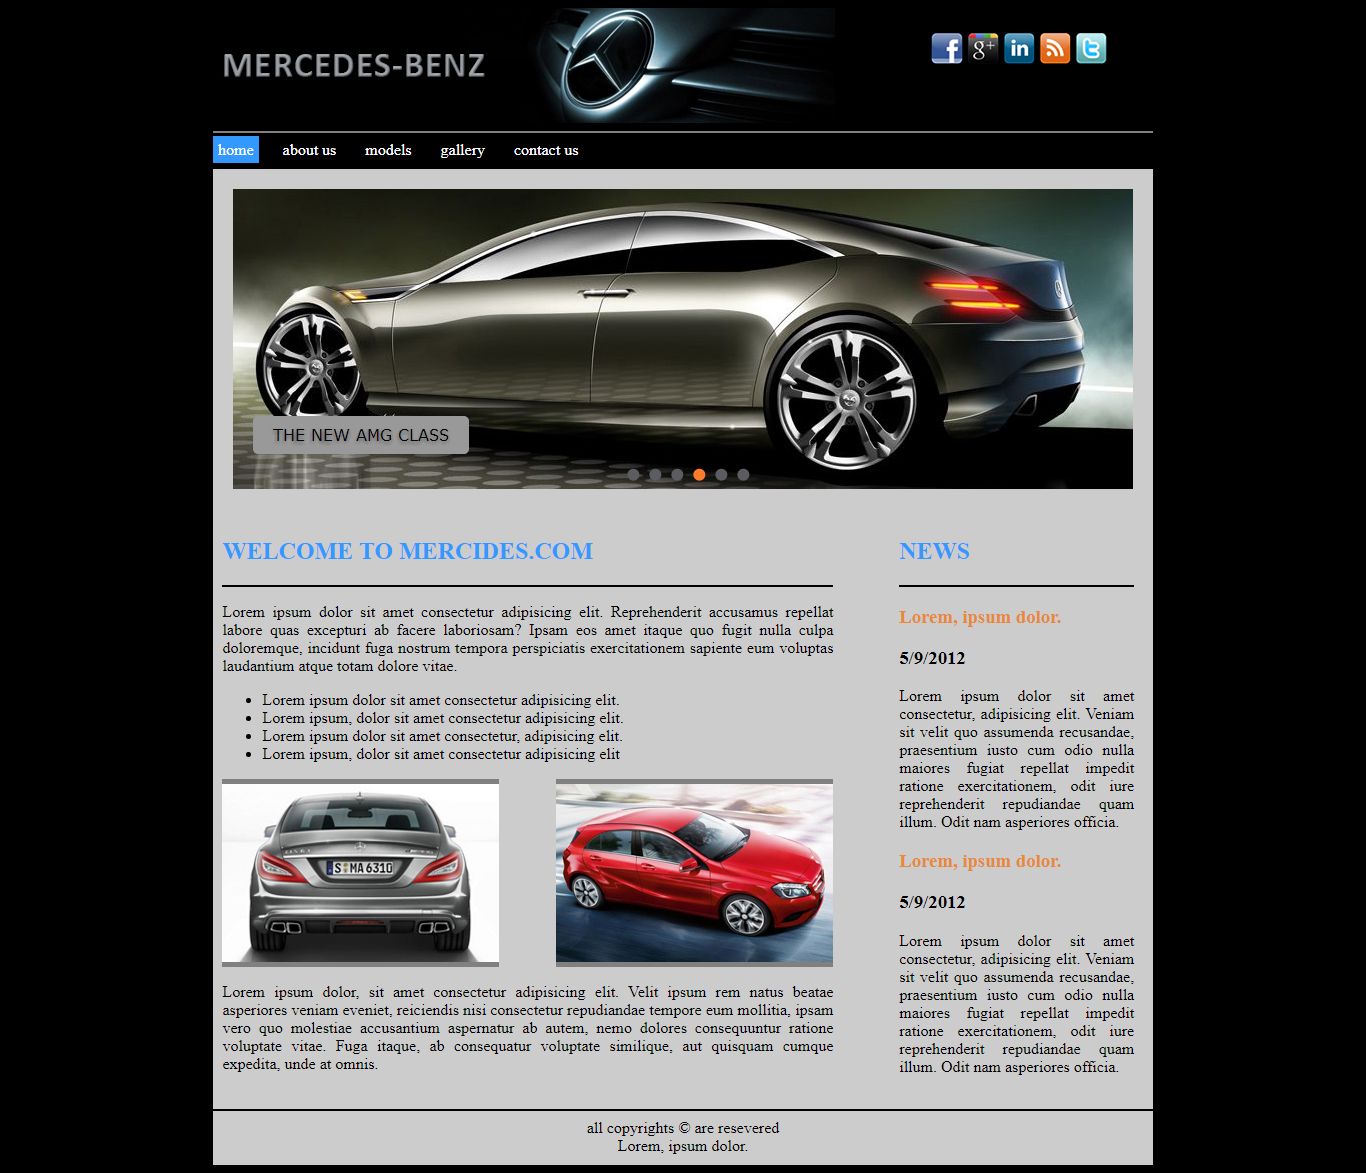 MERCEDES-BENZ
home about us models gallery contact us
THE NEW AMG CLASS
WELCOME TO MERCIDES.COM
Lorem ipsum dolor sit amet consectetur adipisicing elit. Reprehenderit accusamus repellat
labore quas excepturi ab facere laboriosam? Ipsam eos amet itaque quo fugit nulla culpa
doloremque, incidunt fuga nostrum tempora perspiciatis exercitationem sapiente eum voluptas
laudantium atque totam dolore vitae.
Lorem ipsum dolor sit amet consectetur adipisicing elit.
Lorem ipsum, dolor sit amet consectetur adipisicing elit.
Lorem ipsum dolor sit amet consectetur, adipisicing elit.
Lorem ipsum, dolor sit amet consectetur adipisicing elit
S MA 6310
Lorem ipsum dolor, sit amet consectetur adipisicing elit. Velit ipsum rem natus beatae
asperiores veniam eveniet, reiciendis nisi consectetur repudiandae tempore eum mollitia, ipsam
vero quo molestiae accusantium aspernatur ab autem, nemo dolores consequuntur ratione
voluptate vitae. Fuga itaque, ab consequatur voluptate similique, aut quisquam cumque
expedita, unde at omnis.
NEWS
Lorem, ipsum dolor.
5/9/2012
Lorem ipsum dolor sit amet
consectetur, adipisicing elit. Veniam
sit velit quo assumenda recusandae,
praesentium iusto cum odio nulla
maiores fugiat repellat impedit
ratione exercitationem, odit iure
reprehenderit repudiandae quam
illum. Odit nam asperiores officia.
Lorem, ipsum dolor.
5/9/2012
Lorem ipsum dolor sit amet
consectetur, adipisicing elit. Veniam
sit velit quo assumenda recusandae,
praesentium iusto cum odio nulla
maiores fugiat repellat impedit
ratione exercitationem, odit iure
reprehenderit repudiandae quam
illum. Odit nam asperiores officia.
all copyrights © are resevered
Lorem, ipsum dolor.